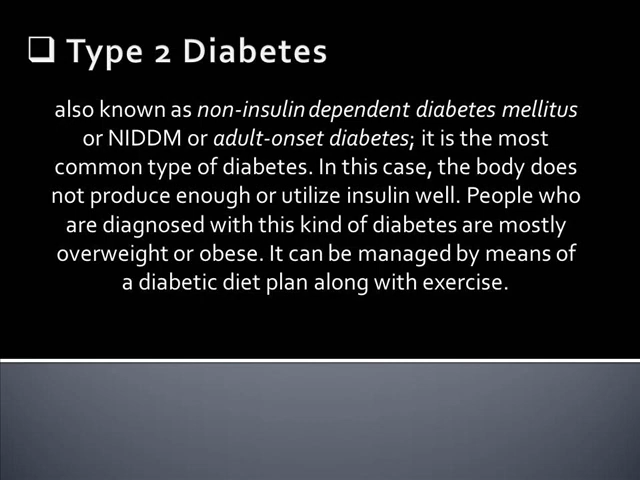 ❑ Type 2 Diabetes
also known as non-insulin dependent diabetes mellitus
or NIDDM or adult-onset diabetes; it is the most
common type of diabetes. In this case, the body does
not produce enough or utilize insulin well. People who
are diagnosed with this kind of diabetes are mostly
overweight or obese. It can be managed by means of
a diabetic diet plan along with exercise.